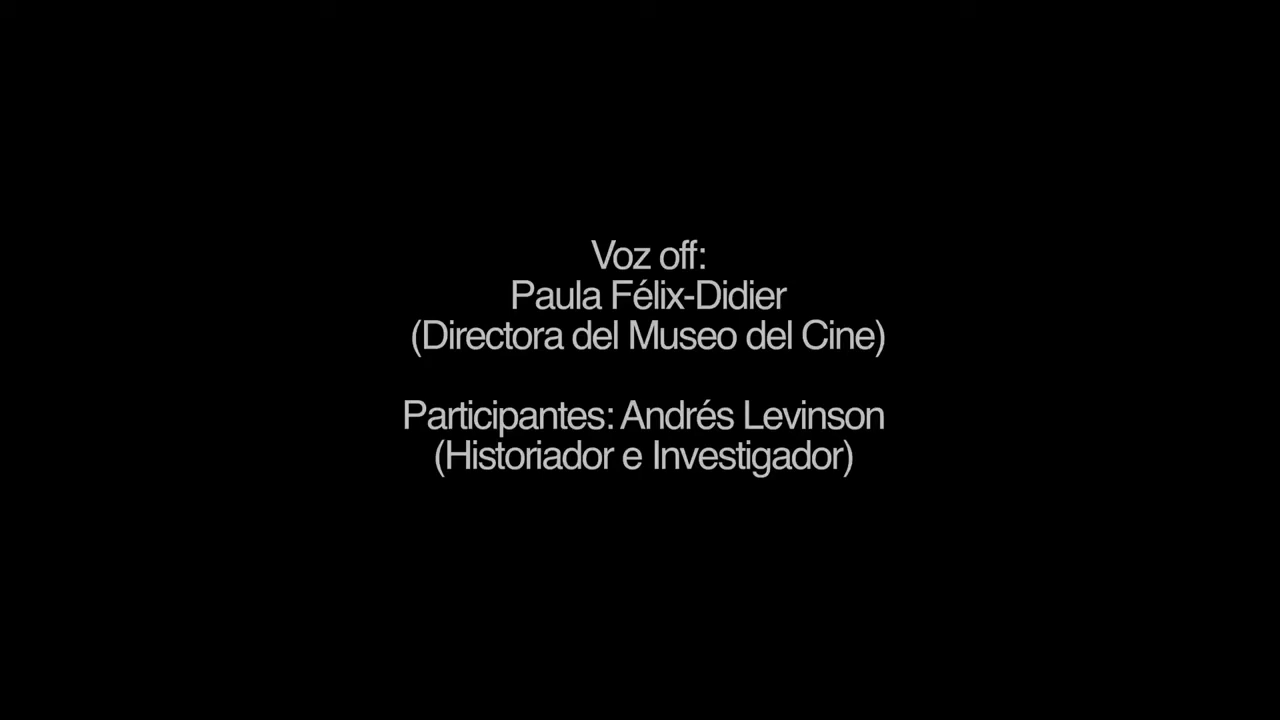 Voz off:
Paula Félix-Didier
(Directora del Museo del Cine)
Participantes: Andrés Levinson
(Historiador e Investigador)